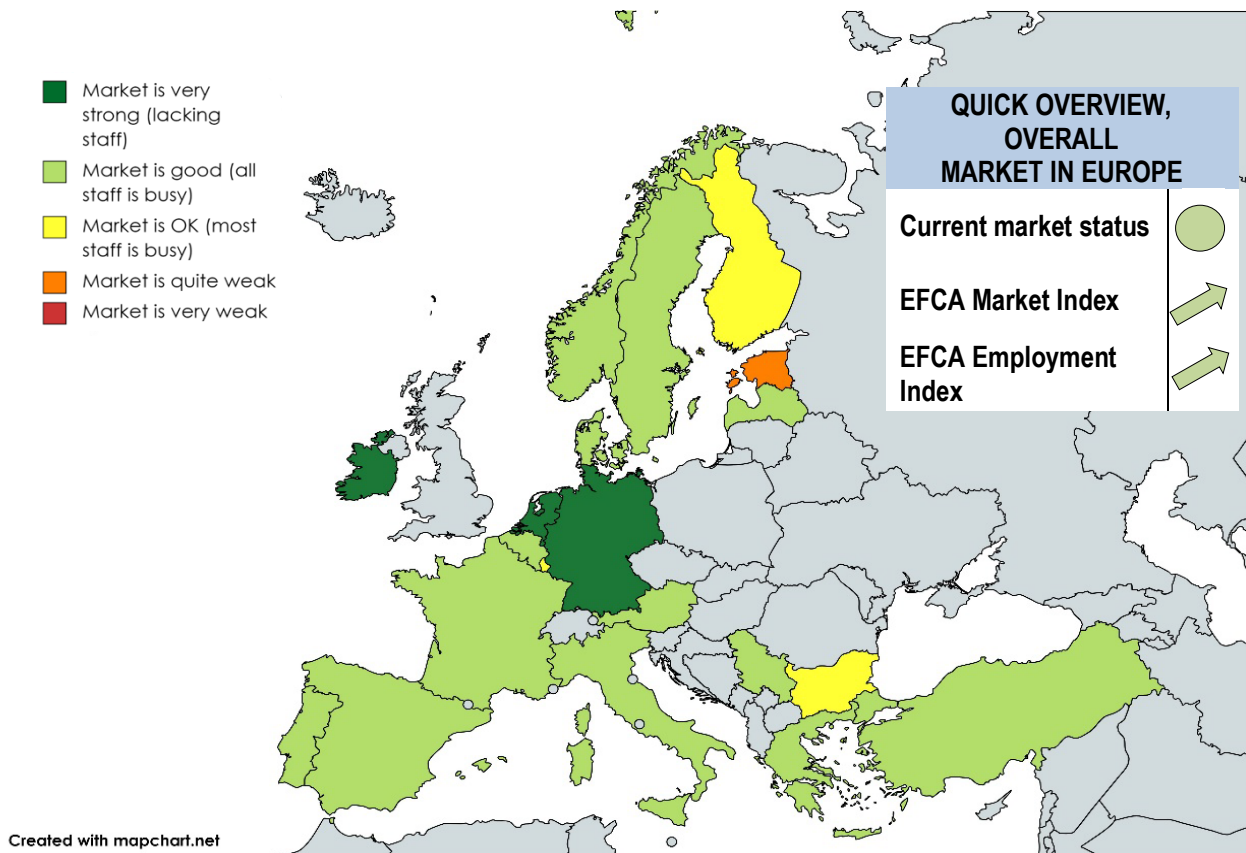 Market is very
strong (lacking
staff)
Market is good (all
staff is busy)
Market is OK (most
staff is busy)
Market is quite weak
Market is very weak
QUICK OVERVIEW,
OVERALL
MARKET IN EUROPE
Current market status
EFCA Market Index
EFCA Employment
Index
Created with mapchart.net